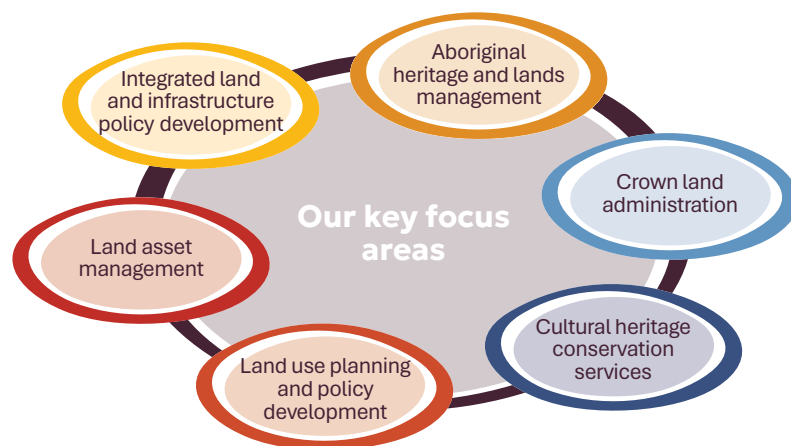 Our key focus
areas
Aboriginal
heritage and lands
management
Crown land
administration
Cultural heritage
conservation
services
Land use planning
and policy
development
Land asset
management
Integrated land
and infrastructure
policy development